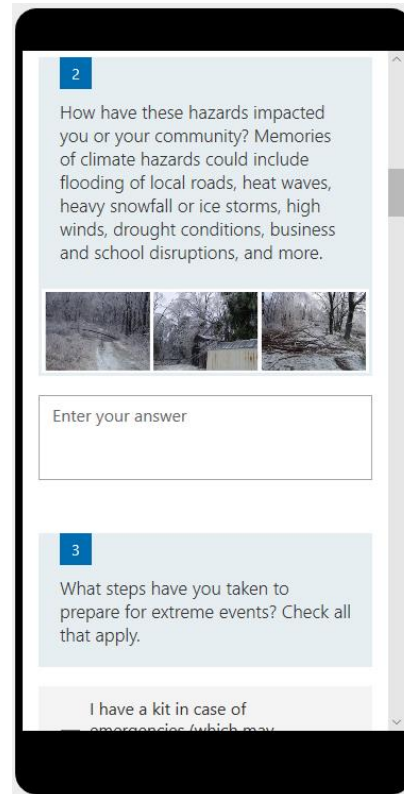 2
How have these hazards impacted
you or your community? Memories
of climate hazards could include
flooding of local roads, heat waves,
heavy snowfall or ice storms, high
winds, drought conditions, business
and school disruptions, and more.
Enter your answer
3
What steps have you taken to
prepare for extreme events? Check all
that apply.
I have a kit in case of
emergencies (which may